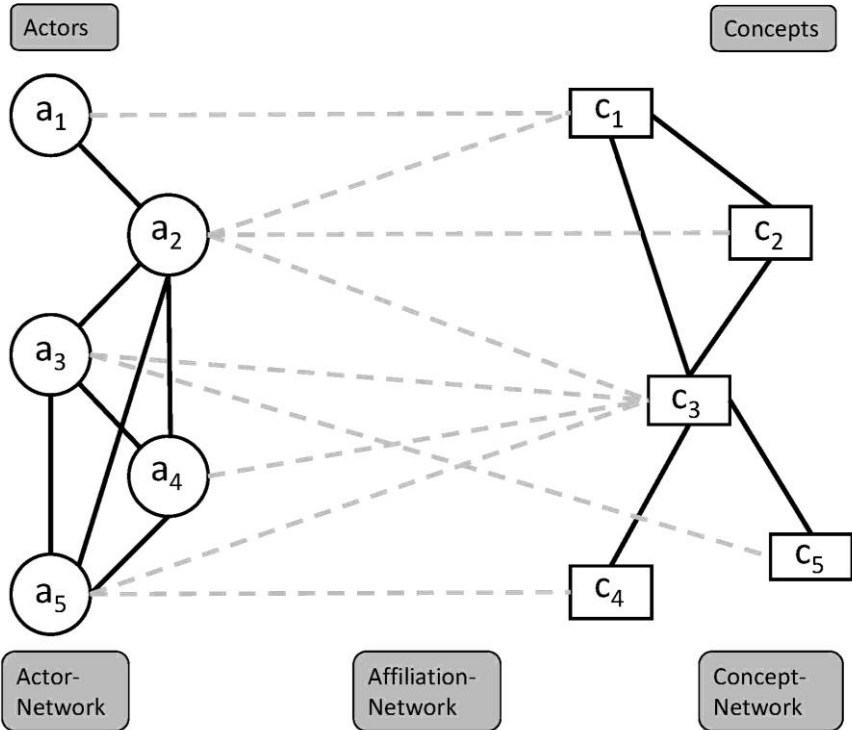 Actors
Concepts
a₁
c₁
a₂
c₂
a₃
c₃
a₄
c₅
a₅
c₄
Actor-
Network
Affiliation-
Network
Concept-
Network